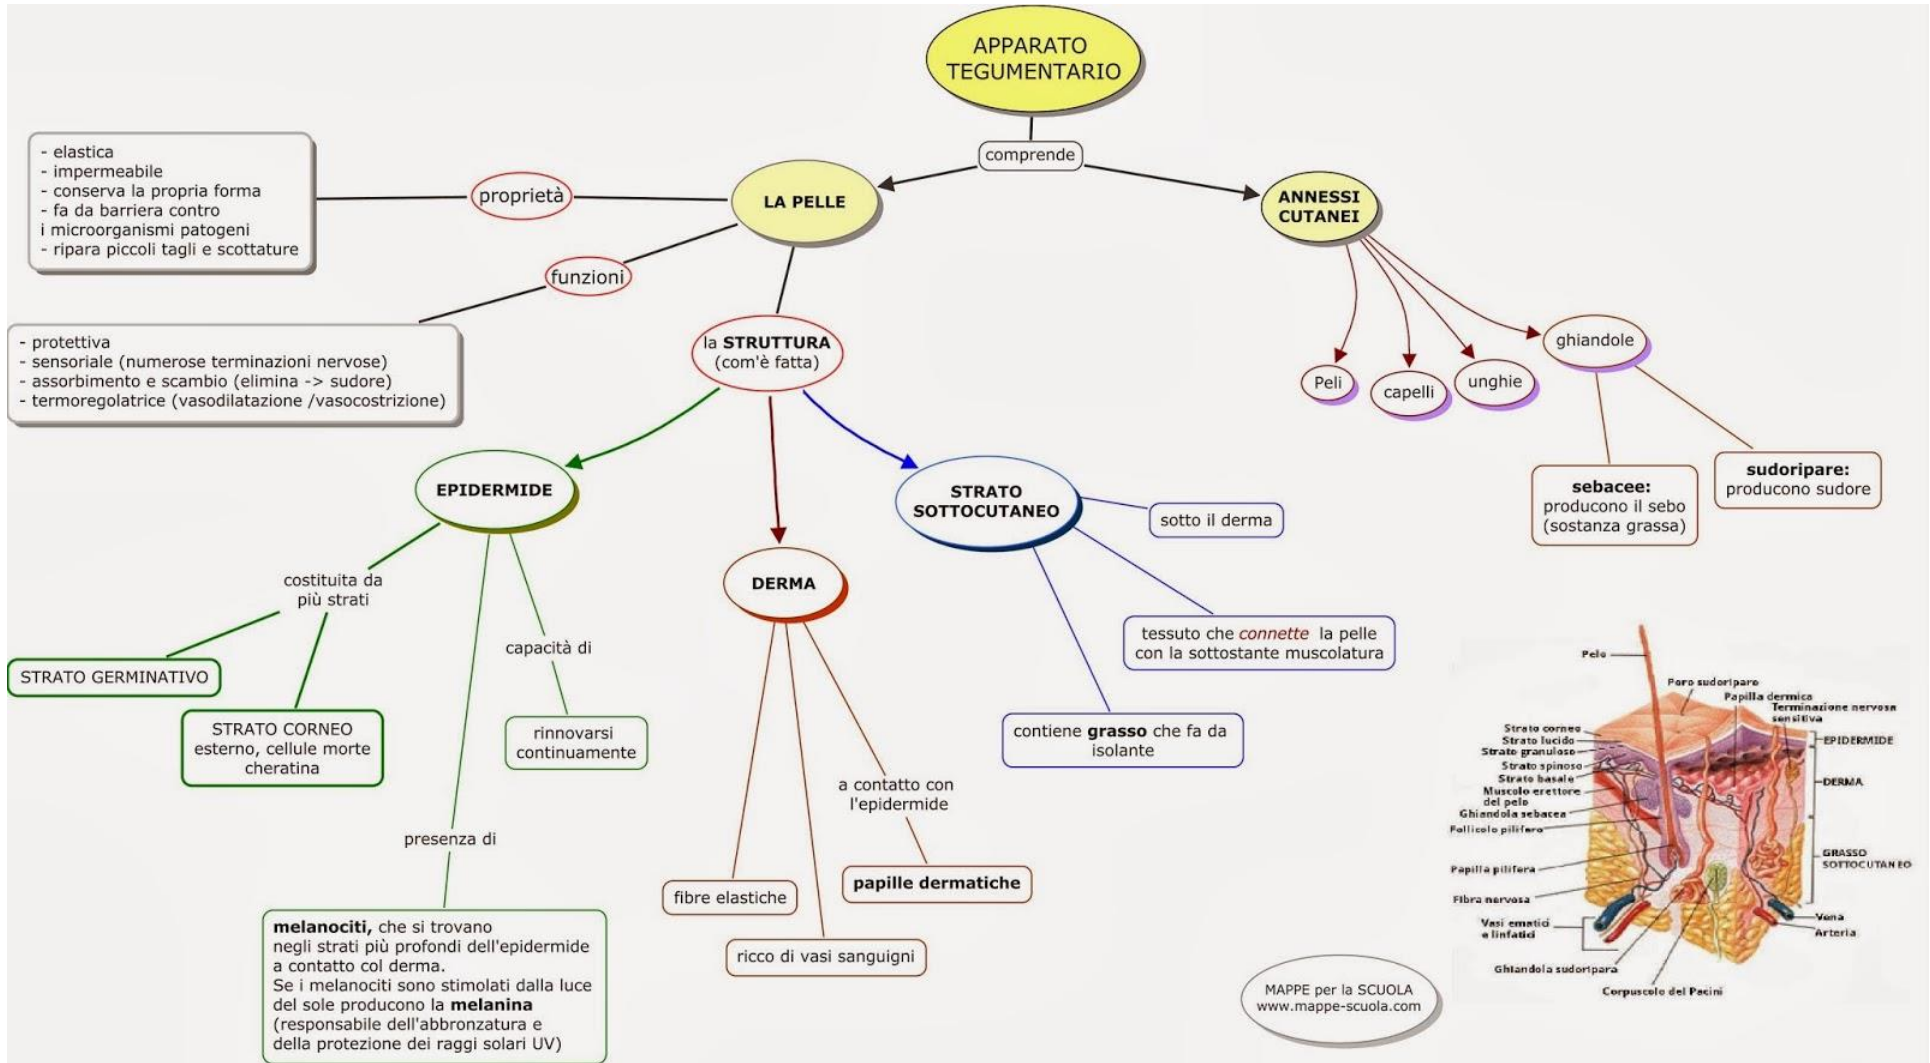 APPARATO
TEGUMENTARIO
comprende
LA PELLE
ANNESSI
CUTANEI
proprietà
- elastica
- impermeabile
- conserva la propria forma
- fa da barriera contro
i microorganismi patogeni
- ripara piccoli tagli e scottature
funzioni
- protettiva
- sensoriale (numerose terminazioni nervose)
- assorbimento e scambio (elimina -> sudore)
- termoregolatrice (vasodilatazione /vasocostrizione)
la STRUTTURA
(com'è fatta)
Peli
capelli
unghie
ghiandole
sebacee:
producono il sebo
(sostanza grassa)
sudoripare:
producono sudore
EPIDERMIDE
costituita da
più strati
STRATO GERMINATIVO
STRATO CORNEO
esterno, cellule morte
cheratina
capacità di
rinnovarsi
continuamente
presenza di
melanociti, che si trovano
negli strati più profondi dell'epidermide
a contatto col derma.
Se i melanociti sono stimolati dalla luce
del sole producono la melanina
(responsabile dell'abbronzatura e
della protezione dei raggi solari UV)
DERMA
fibre elastiche
ricco di vasi sanguigni
a contatto con
l'epidermide
papille dermatiche
STRATO
SOTTOCUTANEO
sotto il derma
tessuto che connette la pelle
con la sottostante muscolatura
contiene grasso che fa da
isolante
Pelo
Poro sudoriparo
Papilla dermica
Terminazione nervosa
sensitiva
Strato corneo
Strato lucido
Strato granuloso
Strato spinoso
Strato basale
Muscolo erettore
del pelo
Ghiandola sebacea
Follicolo pilifero
Papilla pilifera
Fibra nervosa
Vasi ematici
e linfatici
Ghiandola sudoripara
Corpuscolo del Pacini
EPIDERMIDE
DERMA
GRASSO
SOTTOCUTANEO
Vena
Arteria
MAPPE per la SCUOLA
www.mappe-scuola.com